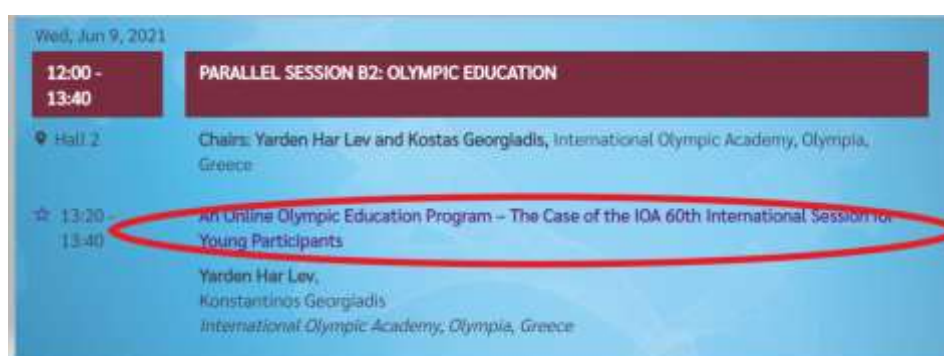 Wed, Jun 9, 2021
12:00 - PARALLEL SESSION B2: OLYMPIC EDUCATION
13:40
Hall 2 Chairs: Yarden Har Lev and Kostas Georgiadis, International Olympic Academy, Olympia,
Greece
13:20 - An Online Olympic Education Program – The Case of the IOA 60th International Session for
13:40 Young Participants
Yarden Har Lev,
Konstantinos Georgiadis
International Olympic Academy, Olympia, Greece